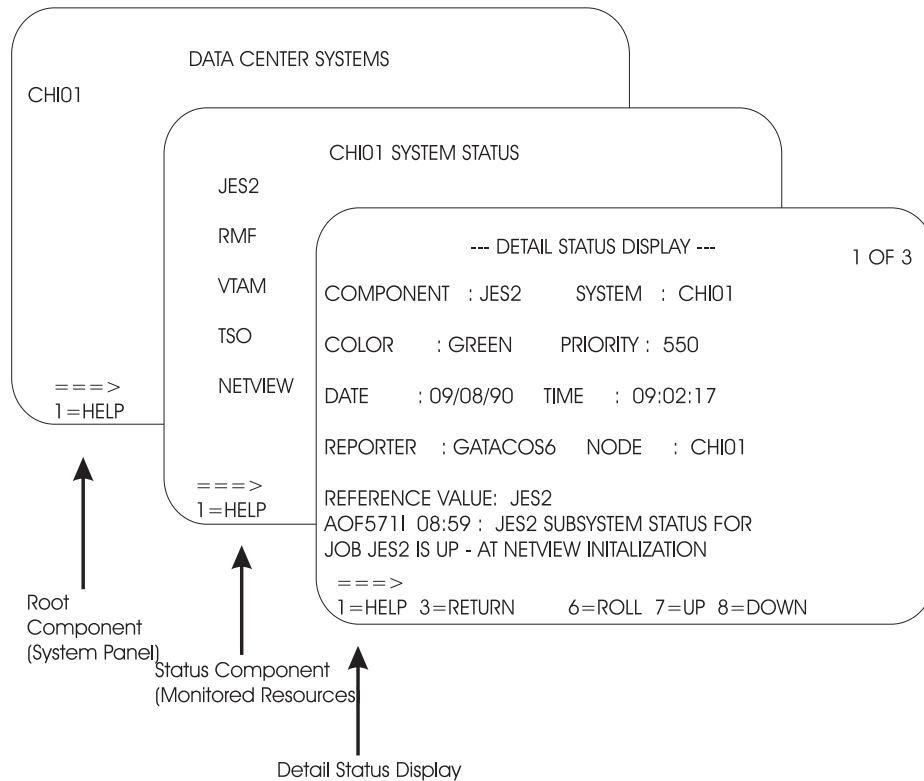 DATA CENTER SYSTEMS
CHI01
===>
1=HELP
CHI01 SYSTEM STATUS
JES2
RMF
VTAM
TSO
NETVIEW
===>
1=HELP
--- DETAIL STATUS DISPLAY ---
1 OF 3
COMPONENT : JES2 SYSTEM : CHI01
COLOR : GREEN PRIORITY : 550
DATE : 09/08/90 TIME : 09:02:17
REPORTER : GATACOS6 NODE : CHI01
REFERENCE VALUE: JES2
AOF571I 08:59 : JES2 SUBSYSTEM STATUS FOR
JOB JES2 IS UP - AT NETVIEW INITALIZATION
===>
1=HELP 3=RETURN 6=ROLL 7=UP 8=DOWN
Root
Component
(System Panel)
Status Component
(Monitored Resources)
Detail Status Display